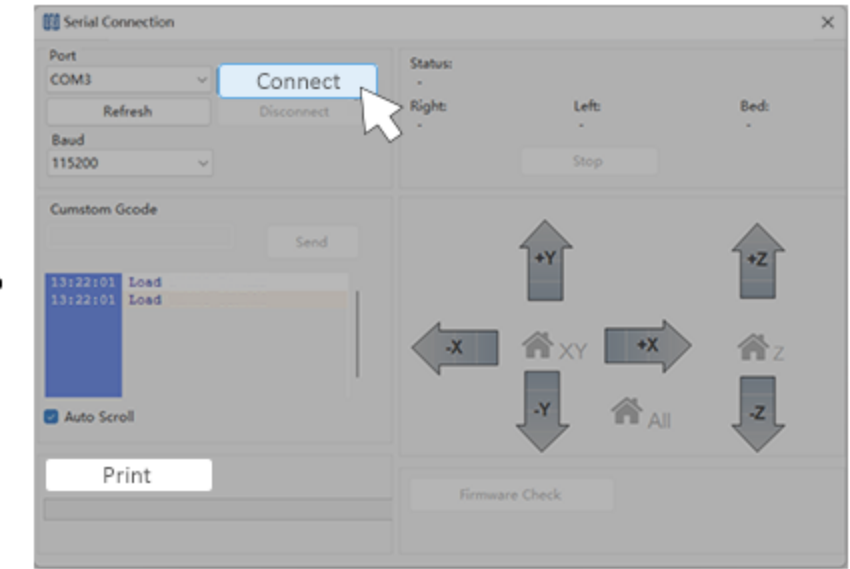 Serial Connection
Port
COM3
Connect
Refresh
Disconnect
Baud
115200
Status:
-
Right:
Left:
Bed:
-
-
-
Stop
Cumstom Gcode
Send
13:22:01 Load
13:22:01 Load
Auto Scroll
Print
+Y
+Z
-X
XY
+X
Z
-Y
All
-Z
Firmware Check